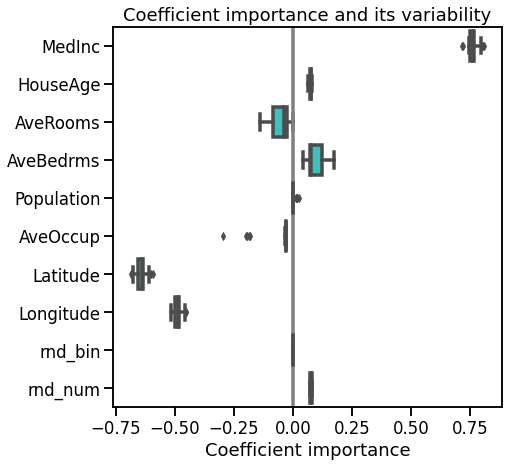 Coefficient importance and its variability
MedInc
HouseAge
AveRooms
AveBedrms
Population
AveOccup
Latitude
Longitude
rnd_bin
rnd_num
−0.75 −0.50 −0.25 0.00 0.25 0.50 0.75
Coefficient importance